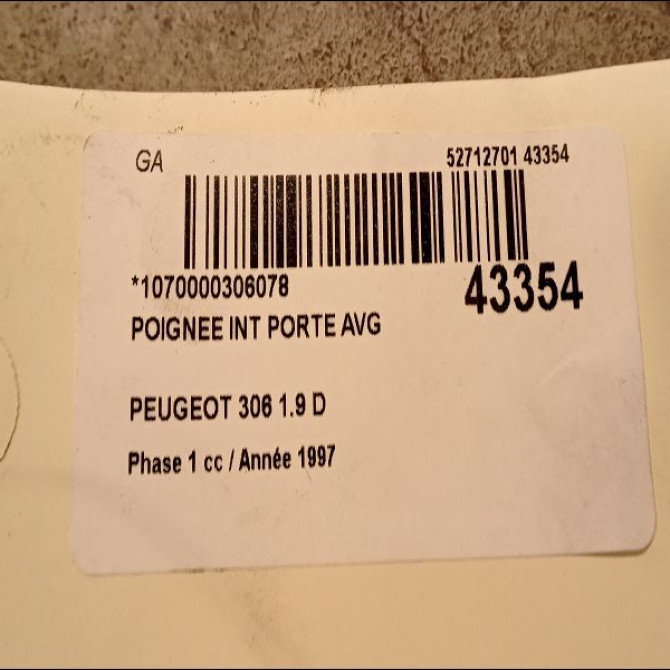 GA 52712701 43354
*1070000306078 43354
POIGNEE INT PORTE AVG
PEUGEOT 306 1.9 D
Phase 1 cc / Année 1997